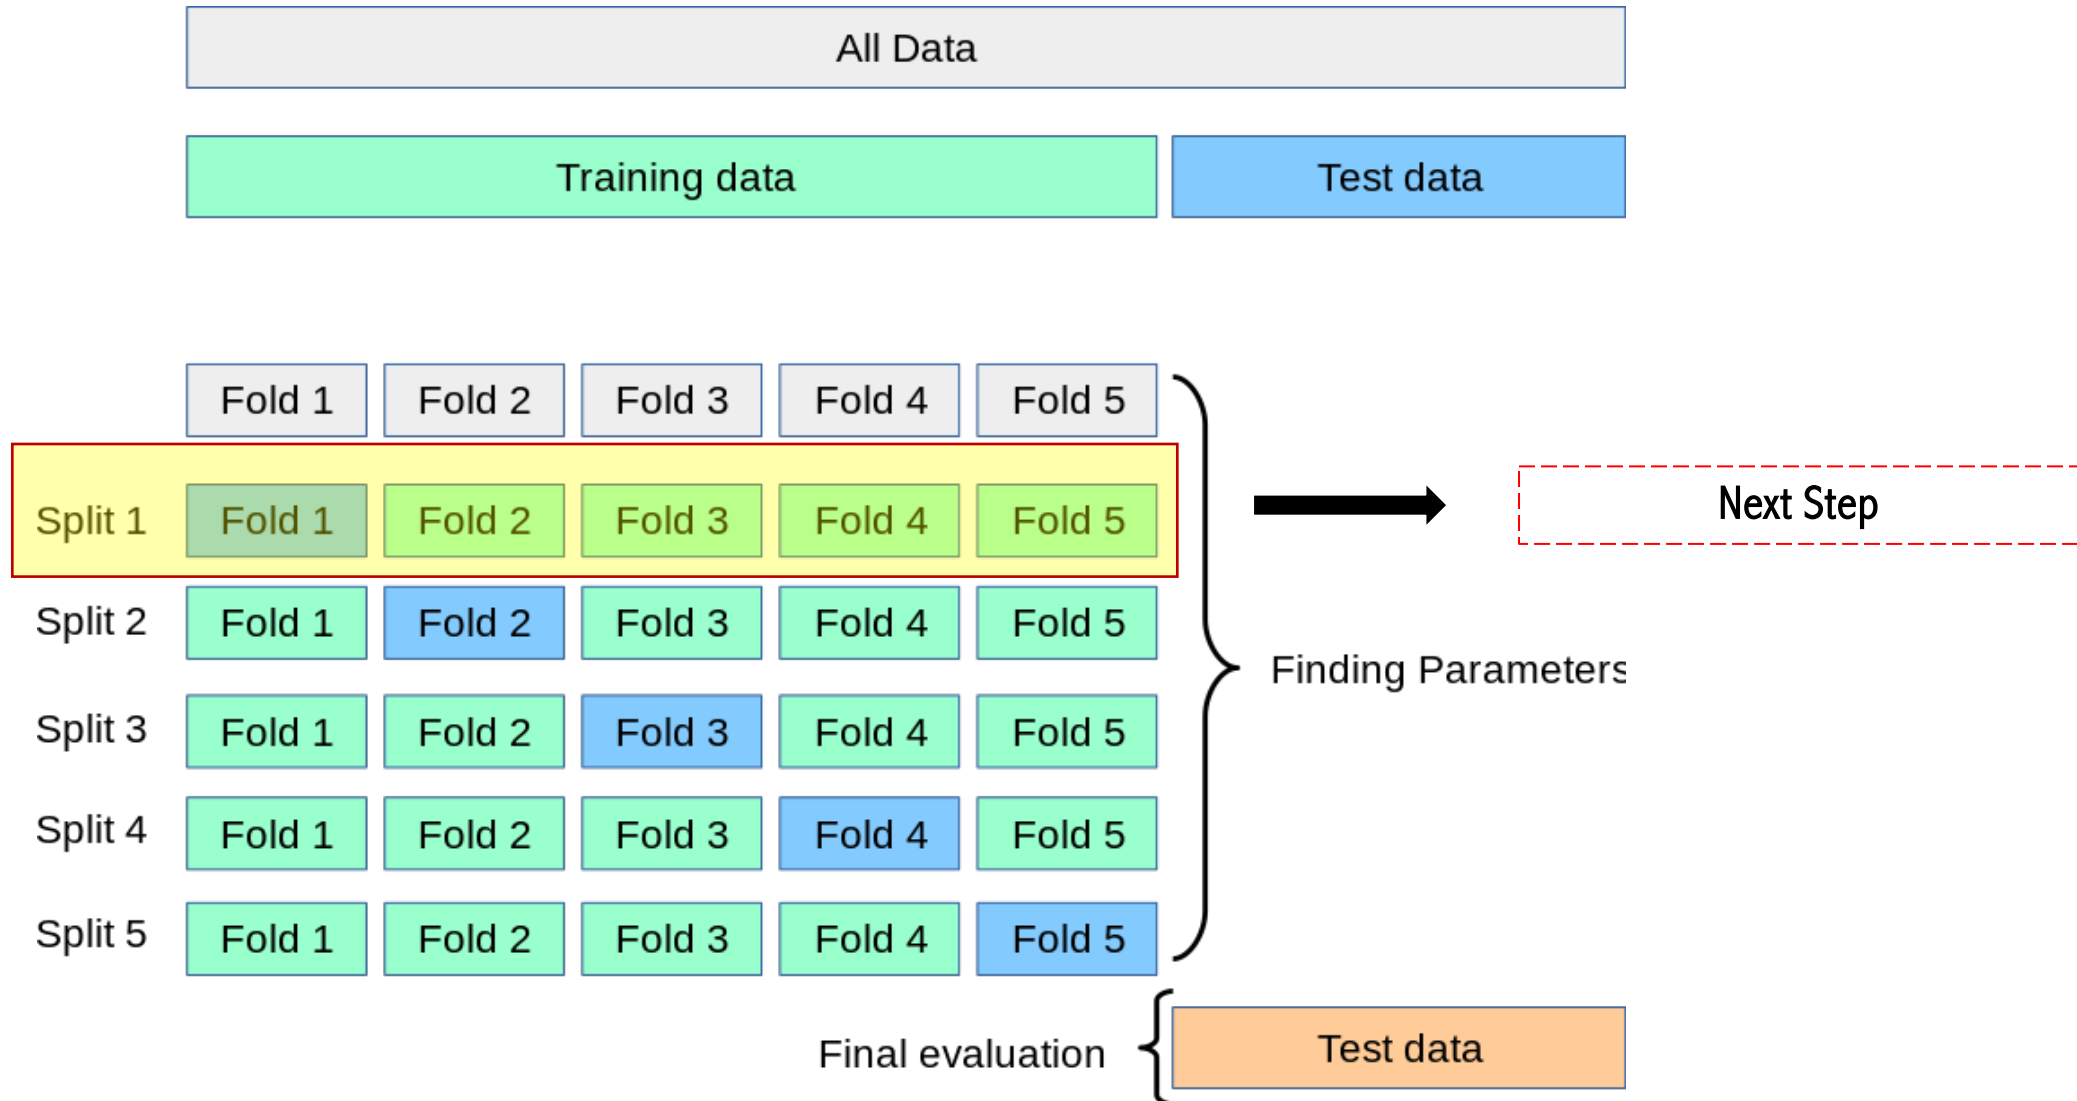 All Data
Training data Test data
Fold 1 Fold 2 Fold 3 Fold 4 Fold 5
Split 1 Fold 1 Fold 2 Fold 3 Fold 4 Fold 5 Next Step
Split 2 Fold 1 Fold 2 Fold 3 Fold 4 Fold 5
Finding Parameters
Split 3 Fold 1 Fold 2 Fold 3 Fold 4 Fold 5
Split 4 Fold 1 Fold 2 Fold 3 Fold 4 Fold 5
Split 5 Fold 1 Fold 2 Fold 3 Fold 4 Fold 5
Final evaluation Test data